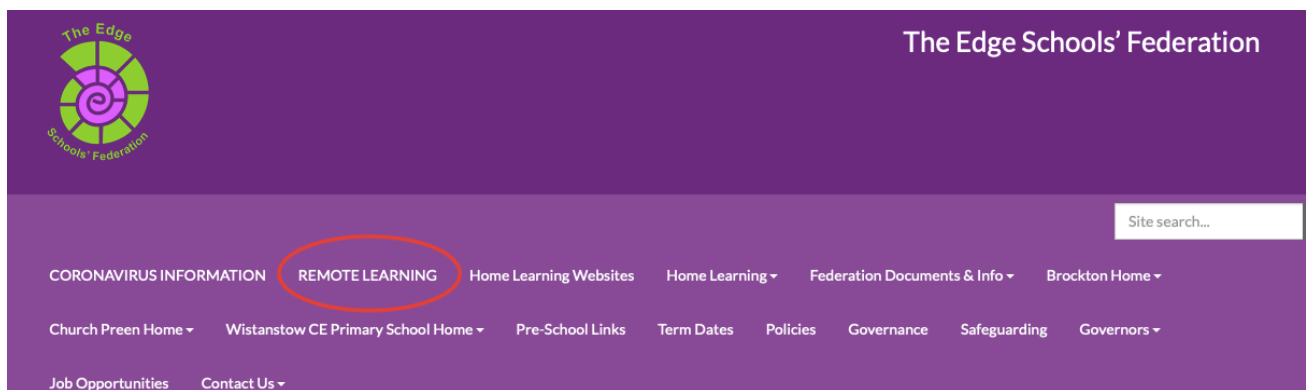 The Edge
Schools' Federation
The Edge Schools' Federation
Site search...
CORONAVIRUS INFORMATION REMOTE LEARNING Home Learning Websites Home Learning Federation Documents & Info Brockton Home
Church Preen Home Wistanstow CE Primary School Home Pre-School Links Term Dates Policies Governance Safeguarding Governors
Job Opportunities Contact Us